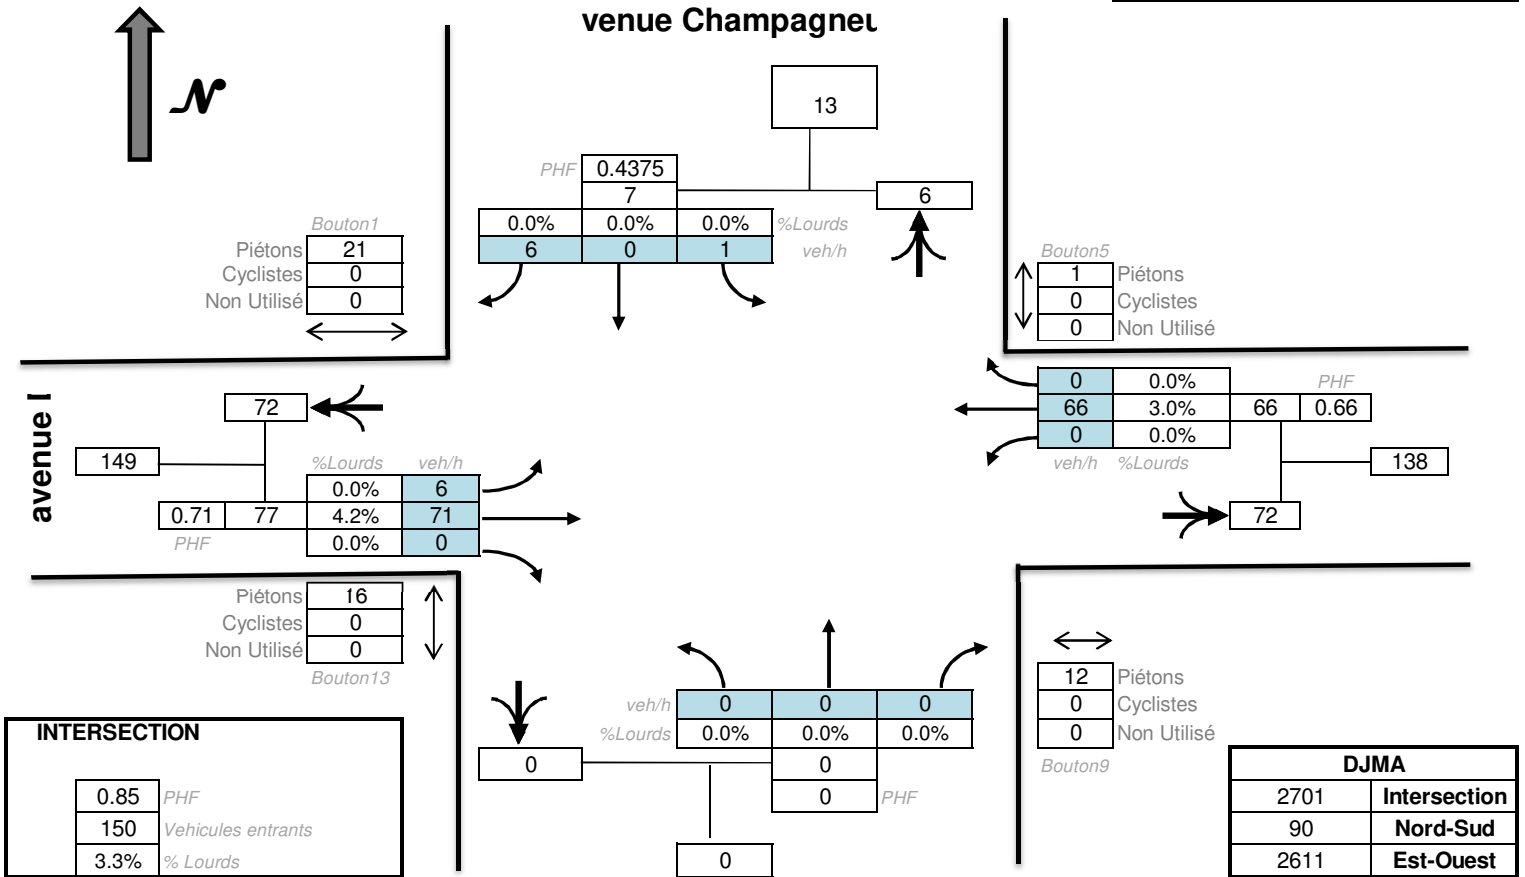 venue Champagneu
N
13
PHF 0.4375
7
6
0.0% 0.0% 0.0% %Lourds
6 0 1 veh/h
Bouton1
Piétons 21
Cyclistes 0
Non Utilisé 0
Bouton5
1 Piétons
0 Cyclistes
0 Non Utilisé
avenue
72
149
%Lourds veh/h
0.0% 6
0.71 77 4.2% 71
PHF 0.0% 0
0 0.0% PHF
66 3.0% 66 0.66
0 0.0%
veh/h %Lourds
138
72
Piétons 16
Cyclistes 0
Non Utilisé 0
Bouton13
veh/h 0 0 0
%Lourds 0.0% 0.0% 0.0%
0 0
0 PHF
0
12 Piétons
0 Cyclistes
0 Non Utilisé
Bouton9
INTERSECTION
0.85 PHF
150 Vehicules entrants
3.3% % Lourds
DJMA
2701 Intersection
90 Nord-Sud
2611 Est-Ouest